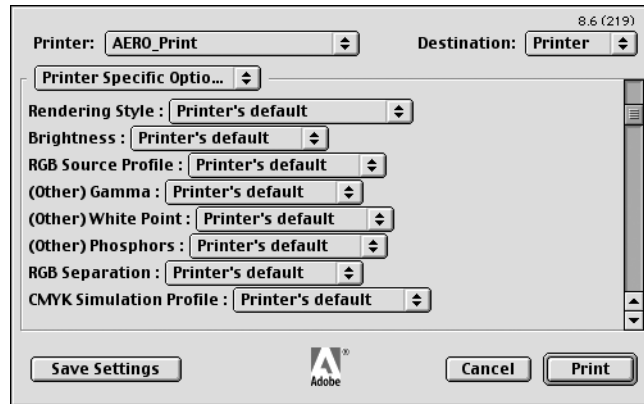 8.6 (219)
Printer: AERO_Print Destination: Printer
Printer Specific Optio...
Rendering Style : Printer's default
Brightness : Printer's default
RGB Source Profile : Printer's default
(Other) Gamma : Printer's default
(Other) White Point : Printer's default
(Other) Phosphors : Printer's default
RGB Separation : Printer's default
CMYK Simulation Profile : Printer's default
Save Settings Adobe ® Cancel Print